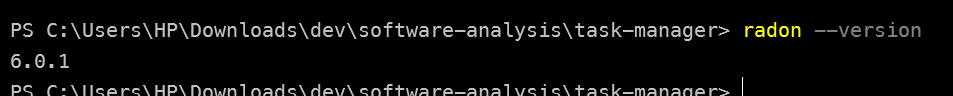 PS C:\Users\HP\Downloads\dev\software-analysis\task-manager> radon --version
6.0.1
PS C:\Users\HP\Downloads\dev\software-analysis\task-manager>